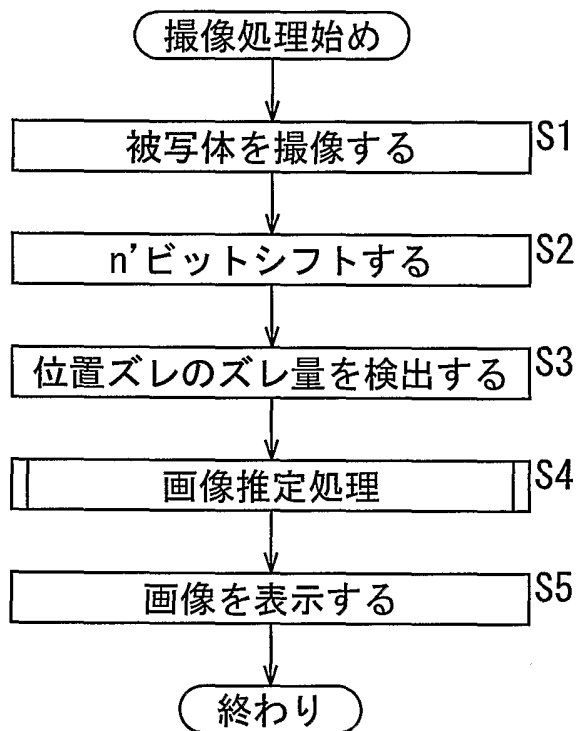 撮像処理始め
被写体を撮像する S1
n'ビットシフトする S2
位置ズレのズレ量を検出する S3
画像推定処理 S4
画像を表示する S5
終わり